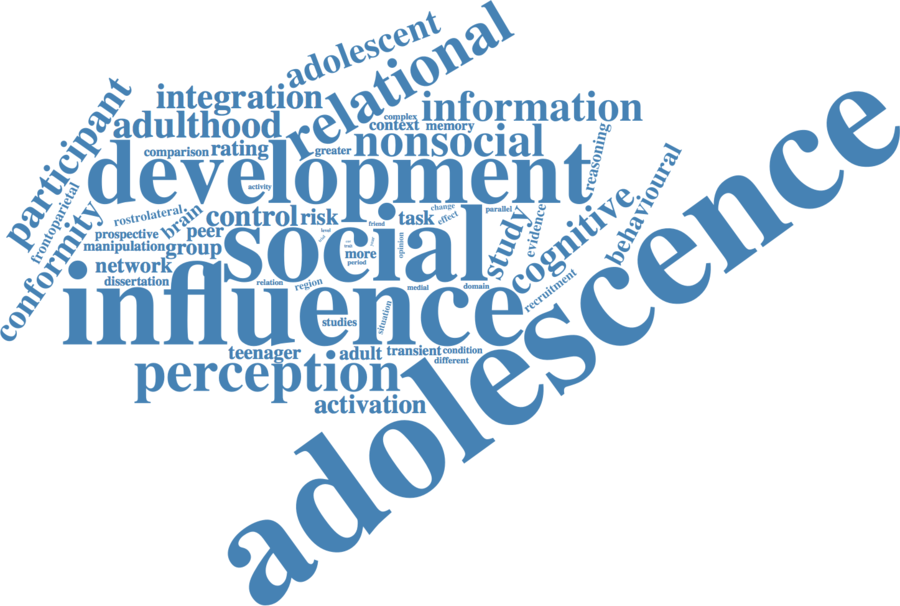 adolescent
relational
integration
information
participant
adulthood
complex
context
memory
nonsocial
reasoning
comparison
rating
greater
development
activity
behavioural
frontoparietal
conformity
rostrolateral
brain
control
risk
friend
task
change
effect
parallel
study
evidence
cognitive
prospective
peer
manipulation
group
social
level
more
period
opinion
network
dissertation
relation
region
medial
domain
recruitment
influence
studies
situation
teenager
adult
transient
condition
different
perception
activation
adolescence